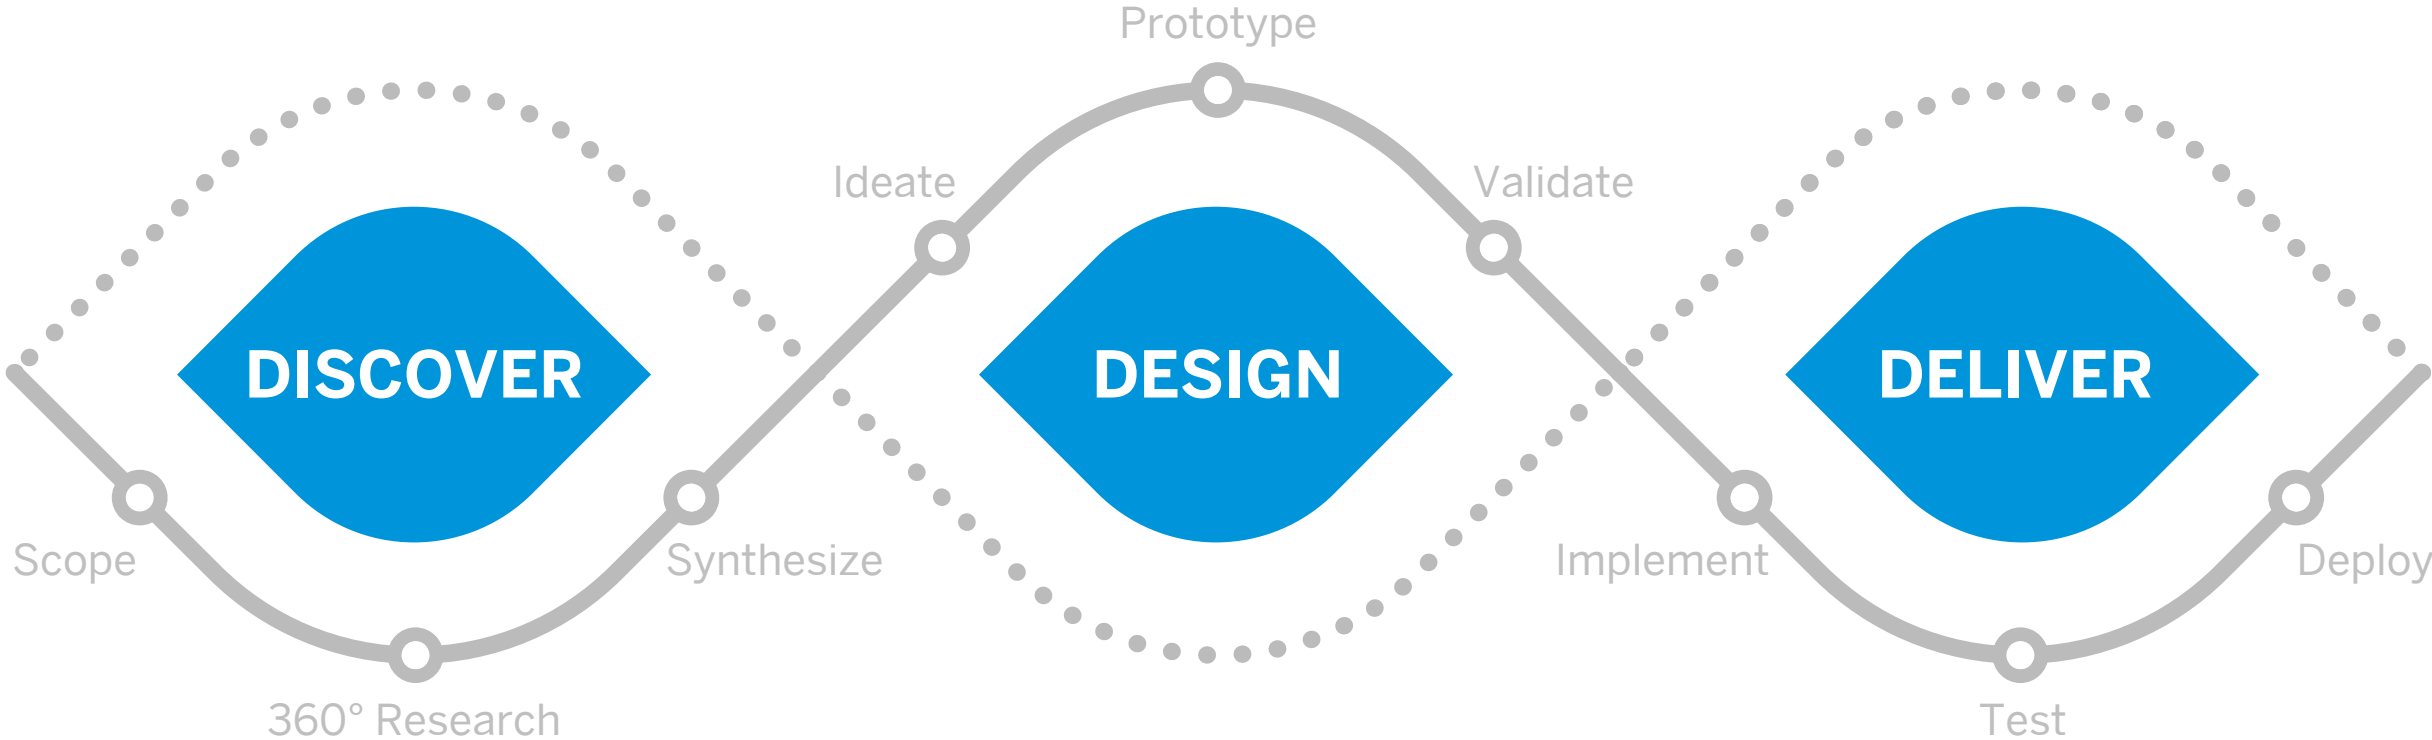 Prototype
Ideate
Validate
DISCOVER
DESIGN
DELIVER
Scope
Synthesize
Implement
Deploy
360° Research
Test